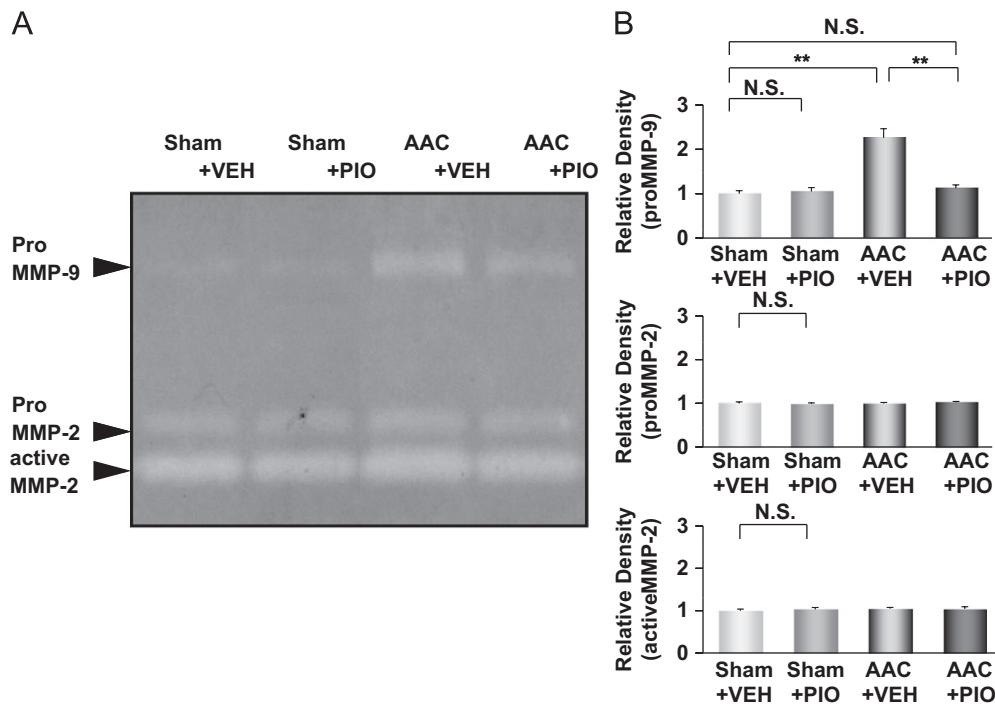 A
Sham Sham AAC AAC
+VEH +PIO +VEH +PIO
Pro
MMP-9
Pro
MMP-2
active
MMP-2
B
N.S.
** **
N.S.
Relative Density
(proMMP-9)
3
2
1
0
Sham Sham AAC AAC
+VEH +PIO +VEH +PIO
N.S.
Relative Density
(proMMP-2)
3
2
1
0
Sham Sham AAC AAC
+VEH +PIO +VEH +PIO
N.S.
Relative Density
(activeMMP-2)
3
2
1
0
Sham Sham AAC AAC
+VEH +PIO +VEH +PIO